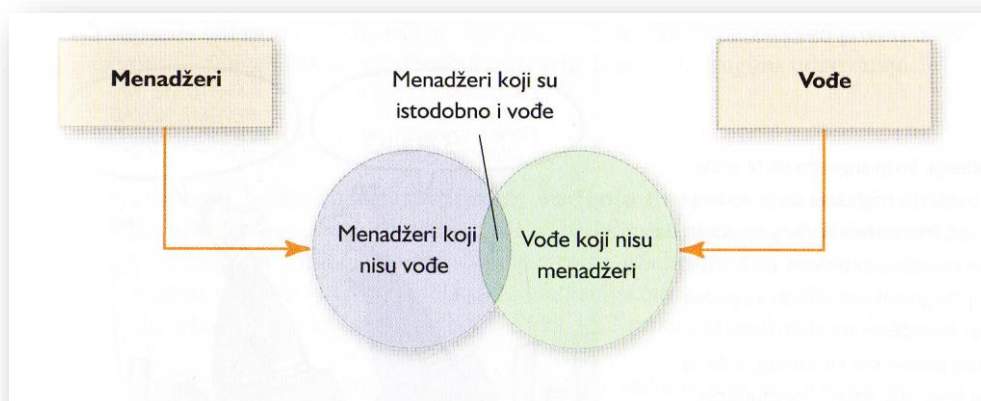 Menadžeri
Menadžeri koji su
istodobno i vođe
Vođe
Menadžeri koji
nisu vođe
Vođe koji nisu
menadžeri